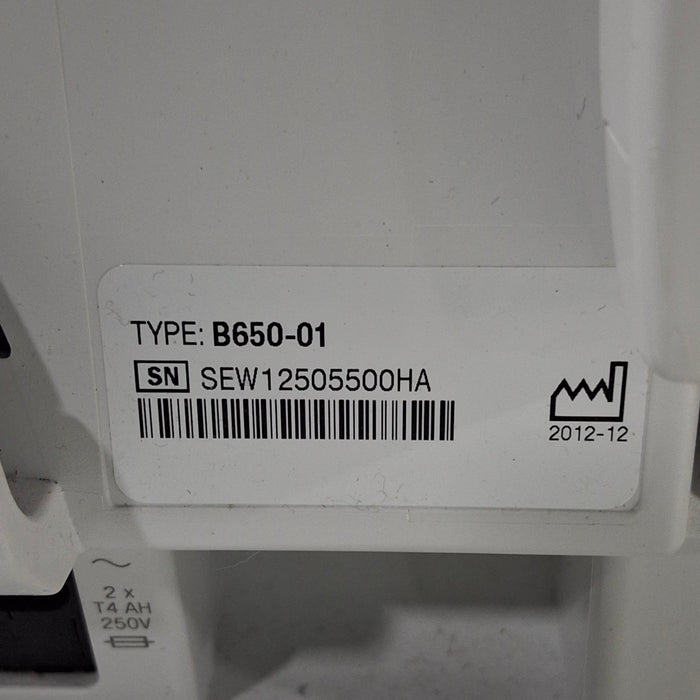 TYPE: B650-01
SN SEW12505500HA
2012-12
2 x
T4 AH
250V